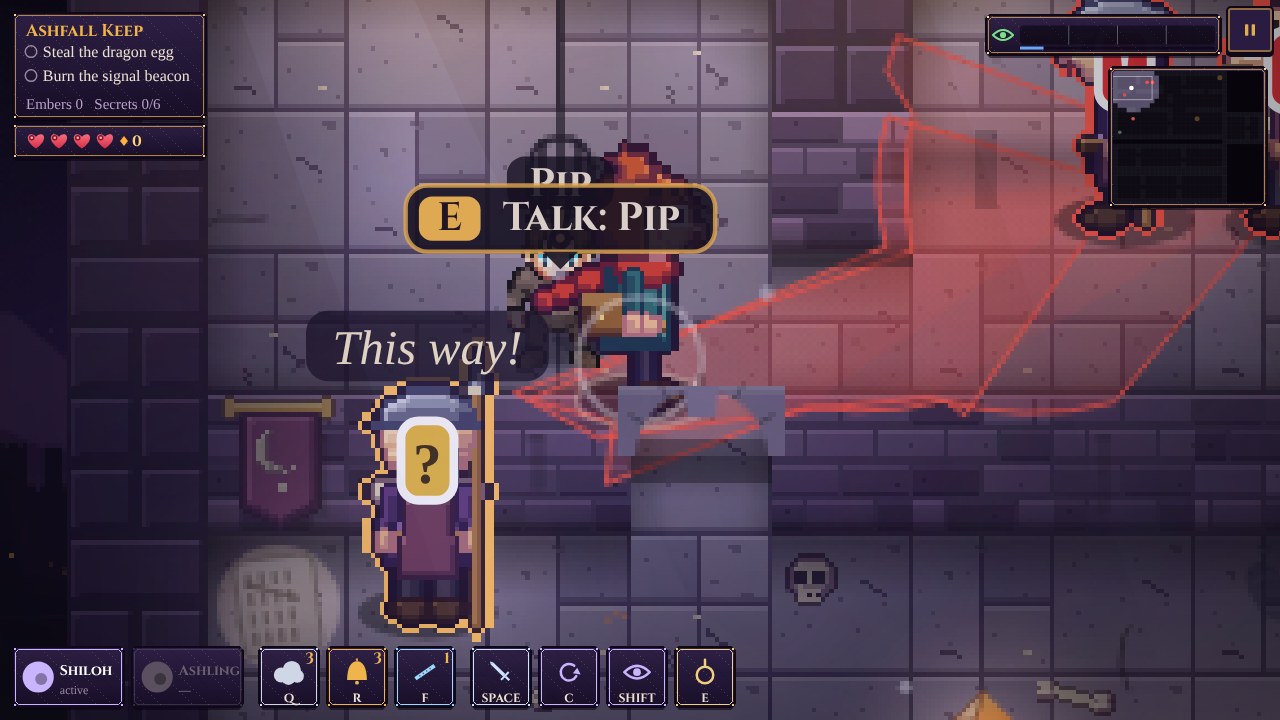 Ashfall Keep
Steal the dragon egg
Burn the signal beacon
Embers 0 Secrets 0/6
0
Pip
E Talk: Pip
This way!
?
Shiloh
active
Ashling
—
3
Q
3
R
1
F
SPACE
C
SHIFT
E